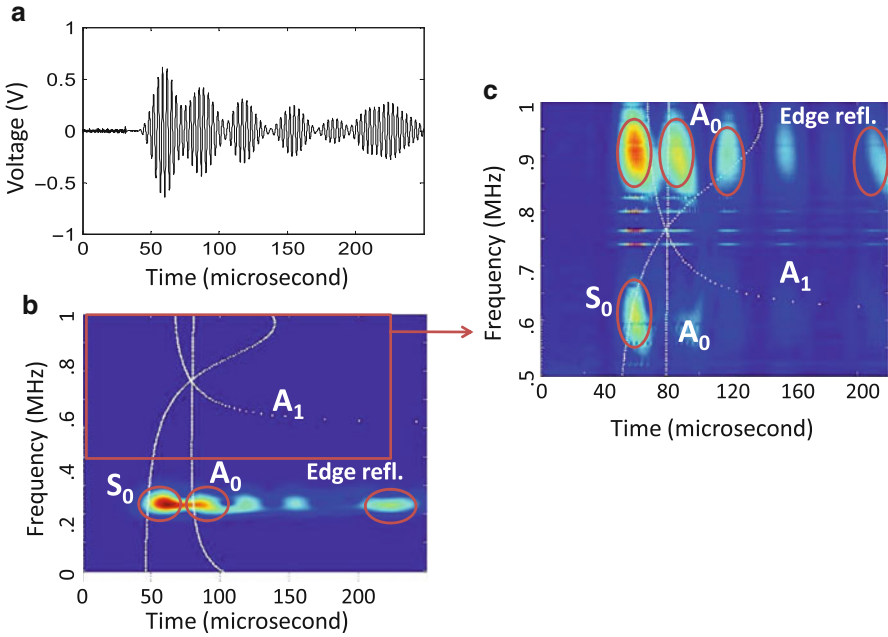 a
1
0.5
0
−0.5
−1
Voltage (V)
0 50 100 150 200
Time (microsecond)
b
1
.8
.6
.4
.2
0
Frequency (MHz)
A1
S0
A0
Edge refl.
0 50 100 150 200
Time (microsecond)
c
1
.9
.8
.7
.6
.5
Frequency (MHz)
A0
Edge refl.
A1
S0
A0
0 40 80 120 160 200
Time (microsecond)